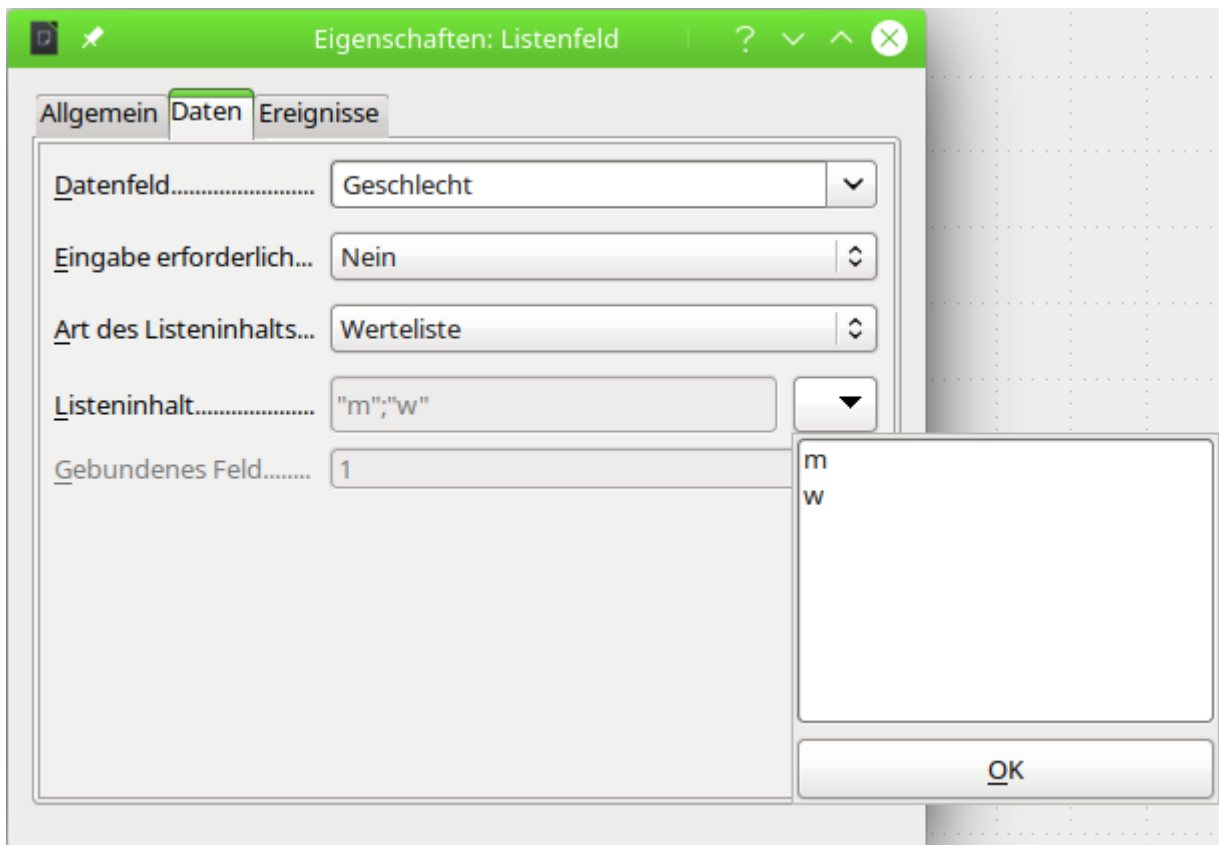 Eigenschaften: Listenfeld
Allgemein Daten Ereignisse
Datenfeld........................ Geschlecht
Eingabe erforderlich... Nein
Art des Listeninhalts... Werteliste
Listeninhalt.................... "m";"w"
Gebundenes Feld........ 1
m
w
OK